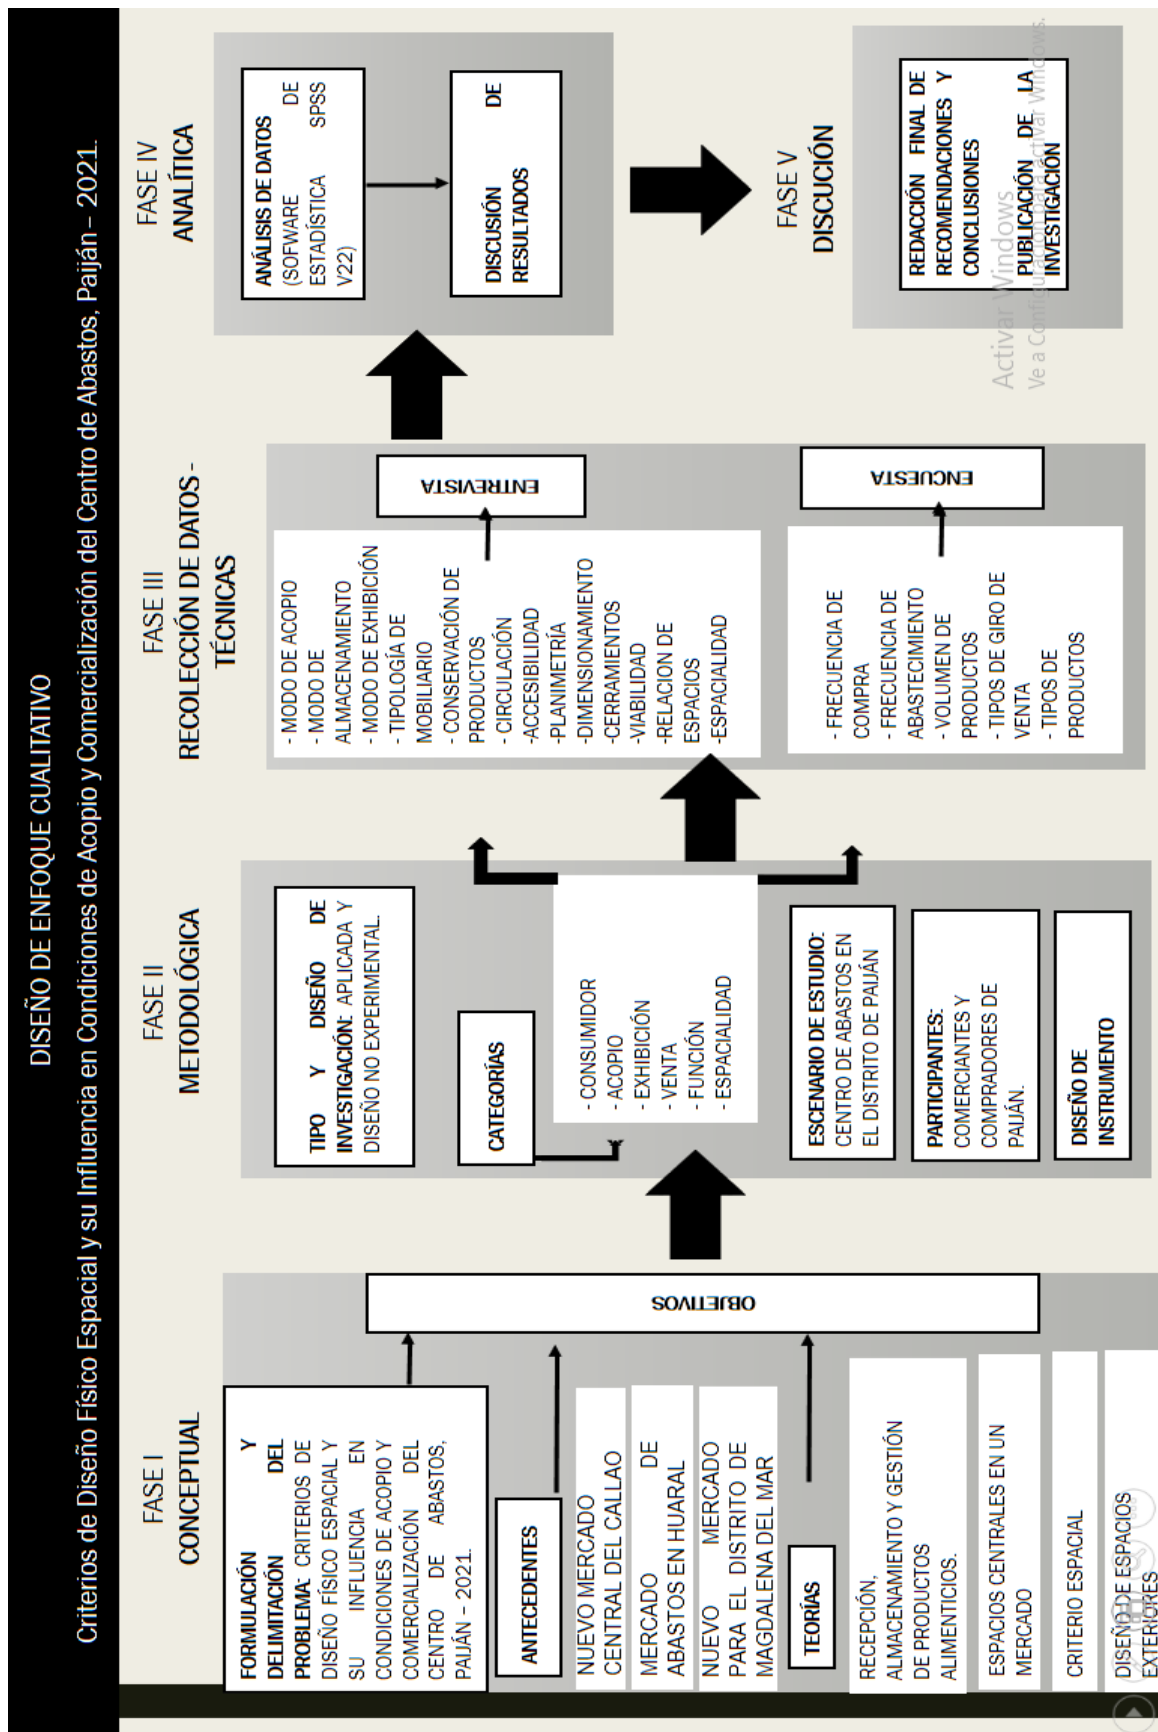 DISEÑO DE ENFOQUE CUALITATIVO
Criterios de Diseño Físico Espacial y su Influencia en Condiciones de Acopio y Comercialización del Centro de Abastos, Paiján – 2021.
FASE I
CONCEPTUAL
FORMULACIÓN Y
DELIMITACIÓN DEL
PROBLEMA: CRITERIOS DE
DISEÑO FÍSICO ESPACIAL Y
SU INFLUENCIA EN
CONDICIONES DE ACOPIO Y
COMERCIALIZACIÓN DEL
CENTRO DE ABASTOS,
PAIJÁN – 2021.
ANTECEDENTES
NUEVO MERCADO
CENTRAL DEL CALLAO
MERCADO DE
ABASTOS EN HUARAL
NUEVO MERCADO
PARA EL DISTRITO DE
MAGDALENA DEL MAR
TEORÍAS
RECEPCIÓN,
ALMACENAMIENTO Y GESTIÓN
DE PRODUCTOS
ALIMENTICIOS.
ESPACIOS CENTRALES EN UN
MERCADO
CRITERIO ESPACIAL
DISEÑO DE ESPACIOS
EXTERIORES
OBJETIVOS
FASE II
METODOLÓGICA
TIPO Y DISEÑO DE
INVESTIGACIÓN: APLICADA Y
DISEÑO NO EXPERIMENTAL.
CATEGORÍAS
- CONSUMIDOR
- ACOPIO
- EXHIBICIÓN
- VENTA
- FUNCIÓN
- ESPACIALIDAD
ESCENARIO DE ESTUDIO:
CENTRO DE ABASTOS EN
EL DISTRITO DE PAIJÁN
PARTICIPANTES:
COMERCIANTES Y
COMPRADORES DE
PAIJÁN.
DISEÑO DE
INSTRUMENTO
FASE III
RECOLECCIÓN DE DATOS -
TÉCNICAS
- MODO DE ACOPIO
- MODO DE
ALMACENAMIENTO
- MODO DE EXHIBICIÓN
- TIPOLOGÍA DE
MOBILIARIO
- CONSERVACIÓN DE
PRODUCTOS
- CIRCULACIÓN
-ACCESIBILIDAD
-PLANIMETRÍA
-DIMENSIONAMIENTO
-CERRAMIENTOS
-VIABILIDAD
-RELACION DE
ESPACIOS
-ESPACIALIDAD
ENTREVISTA
- FRECUENCIA DE
COMPRA
- FRECUENCIA DE
ABASTECIMIENTO
- VOLUMEN DE
PRODUCTOS
- TIPOS DE GIRO DE
VENTA
- TIPOS DE
PRODUCTOS
ENCUESTA
FASE IV
ANALÍTICA
ANÁLISIS DE DATOS
(SOFWARE DE
ESTADÍSTICA SPSS
V22)
DISCUSIÓN DE
RESULTADOS
FASE V
DISCUCIÓN
REDACCIÓN FINAL DE
RECOMENDACIONES Y
CONCLUSIONES
PUBLICACIÓN DE LA
INVESTIGACIÓN
Activar Windows
Ve a Configuración para activar Windows.